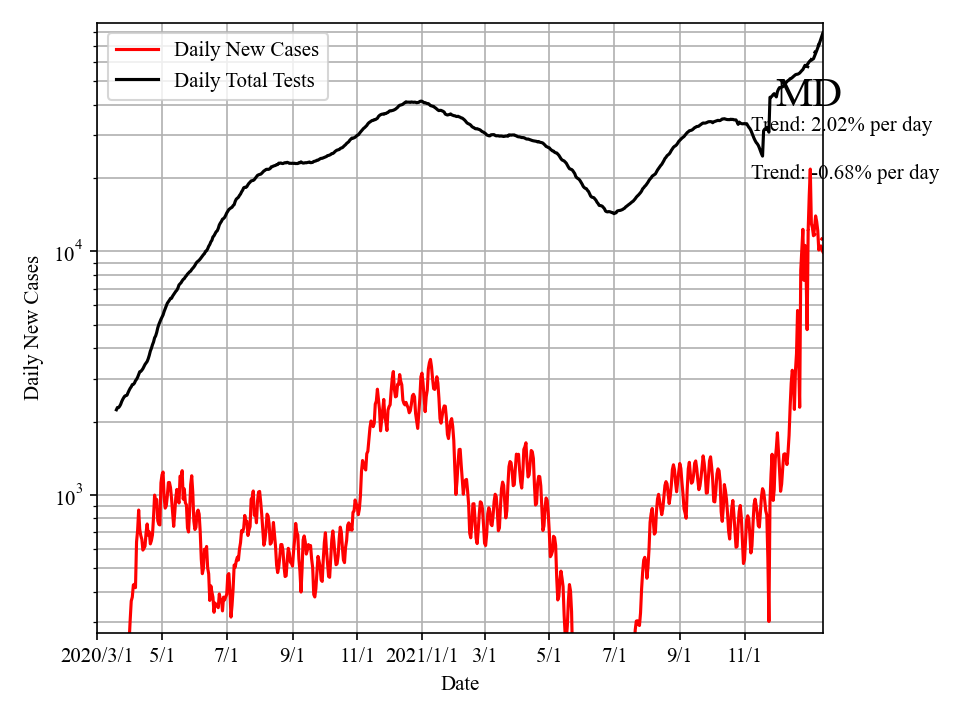 Daily New Cases
Daily Total Tests
MD
Trend: 2.02% per day
Trend: -0.68% per day
10^4
10^3
Daily New Cases
2020/3/1 5/1 7/1 9/1 11/1 2021/1/1 3/1 5/1 7/1 9/1 11/1
Date